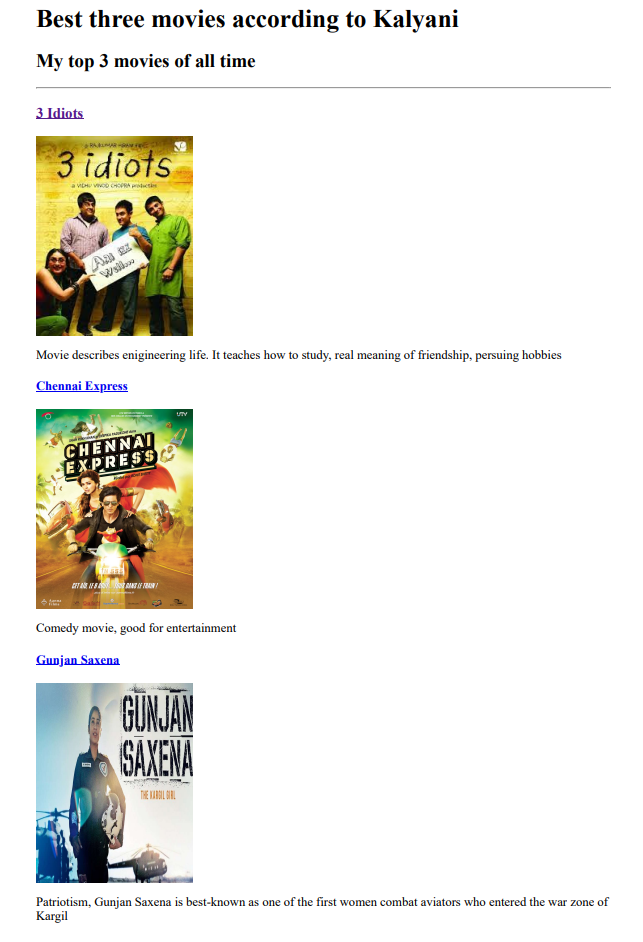 Best three movies according to Kalyani
My top 3 movies of all time
3 Idiots
3 idiots
a VIDHU VINOD CHOPRA production
Aal izz
Well...
Movie describes enigineering life. It teaches how to study, real meaning of friendship, persuing hobbies
Chennai Express
UTV
CHENNAI
EXPRESS
Comedy movie, good for entertainment
Gunjan Saxena
GUNJAN
SAXENA
THE KARGIL GIRL
Patriotism, Gunjan Saxena is best-known as one of the first women combat aviators who entered the war zone of
Kargil